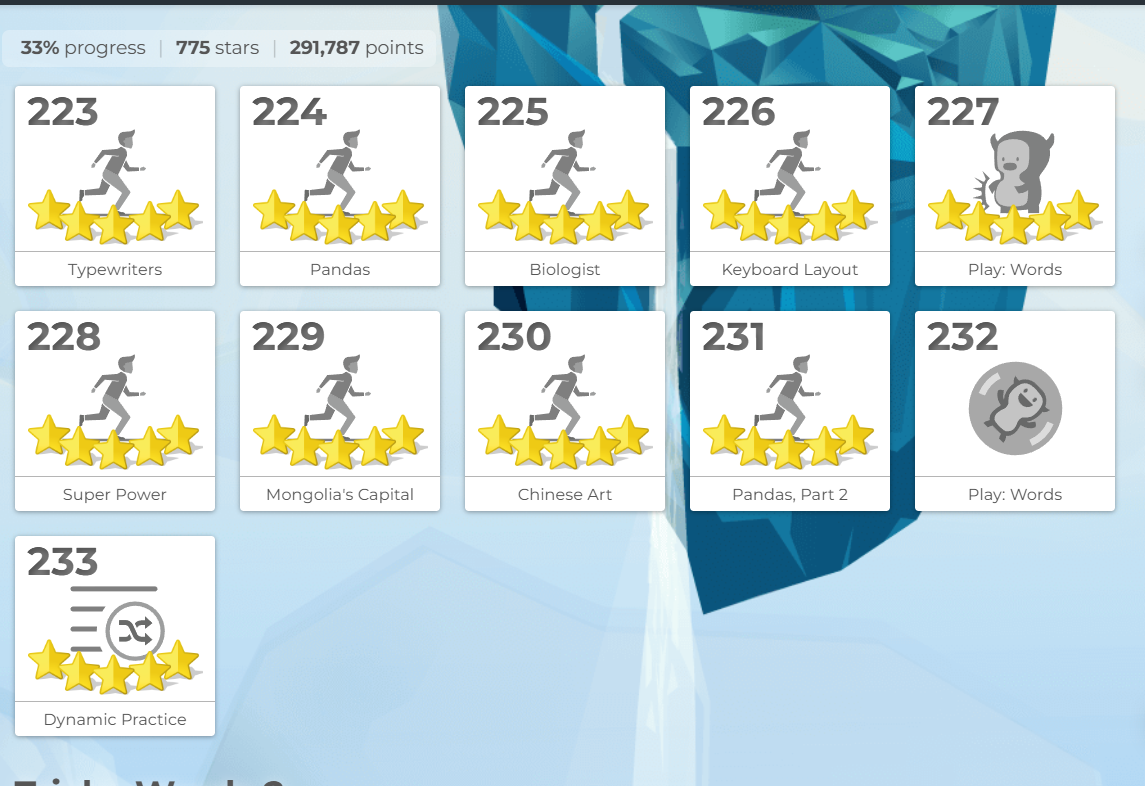 33% progress | 775 stars | 291,787 points
223
224
225
226
227
Typewriters
Pandas
Biologist
Keyboard Layout
Play: Words
228
229
230
231
232
Super Power
Mongolia's Capital
Chinese Art
Pandas, Part 2
Play: Words
233
Dynamic Practice